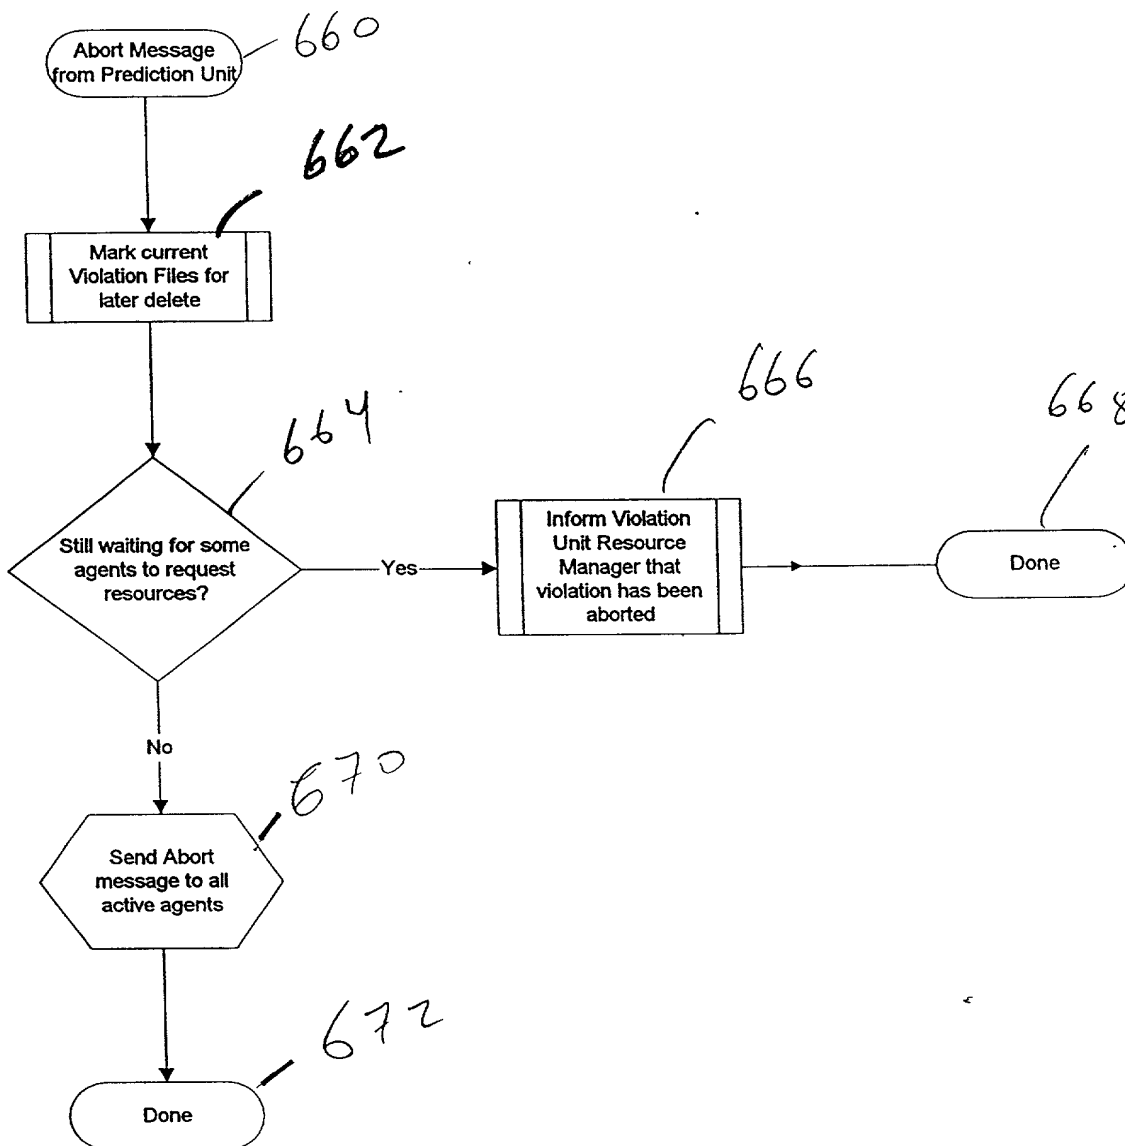 Abort Message
from Prediction Unit
660
662
Mark current
Violation Files for
later delete
664
Still waiting for some
agents to request
resources?
Yes
666
Inform Violation
Unit Resource
Manager that
violation has been
aborted
668
Done
No
670
Send Abort
message to all
active agents
672
Done